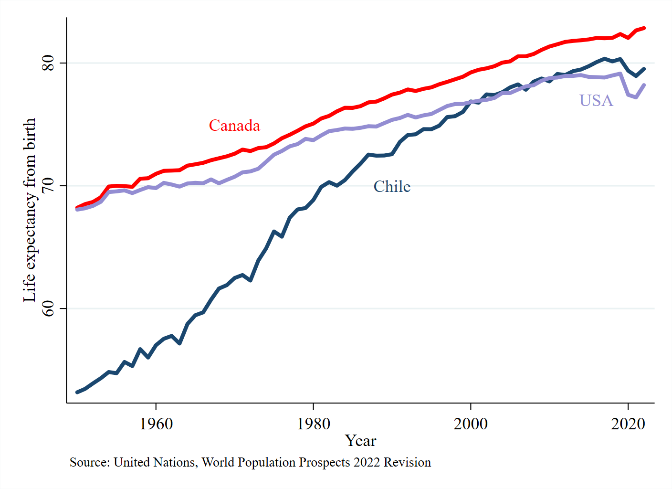 Life expectancy from birth
80
70
60
Canada
USA
Chile
1960 1980 2000 2020
Year
Source: United Nations, World Population Prospects 2022 Revision